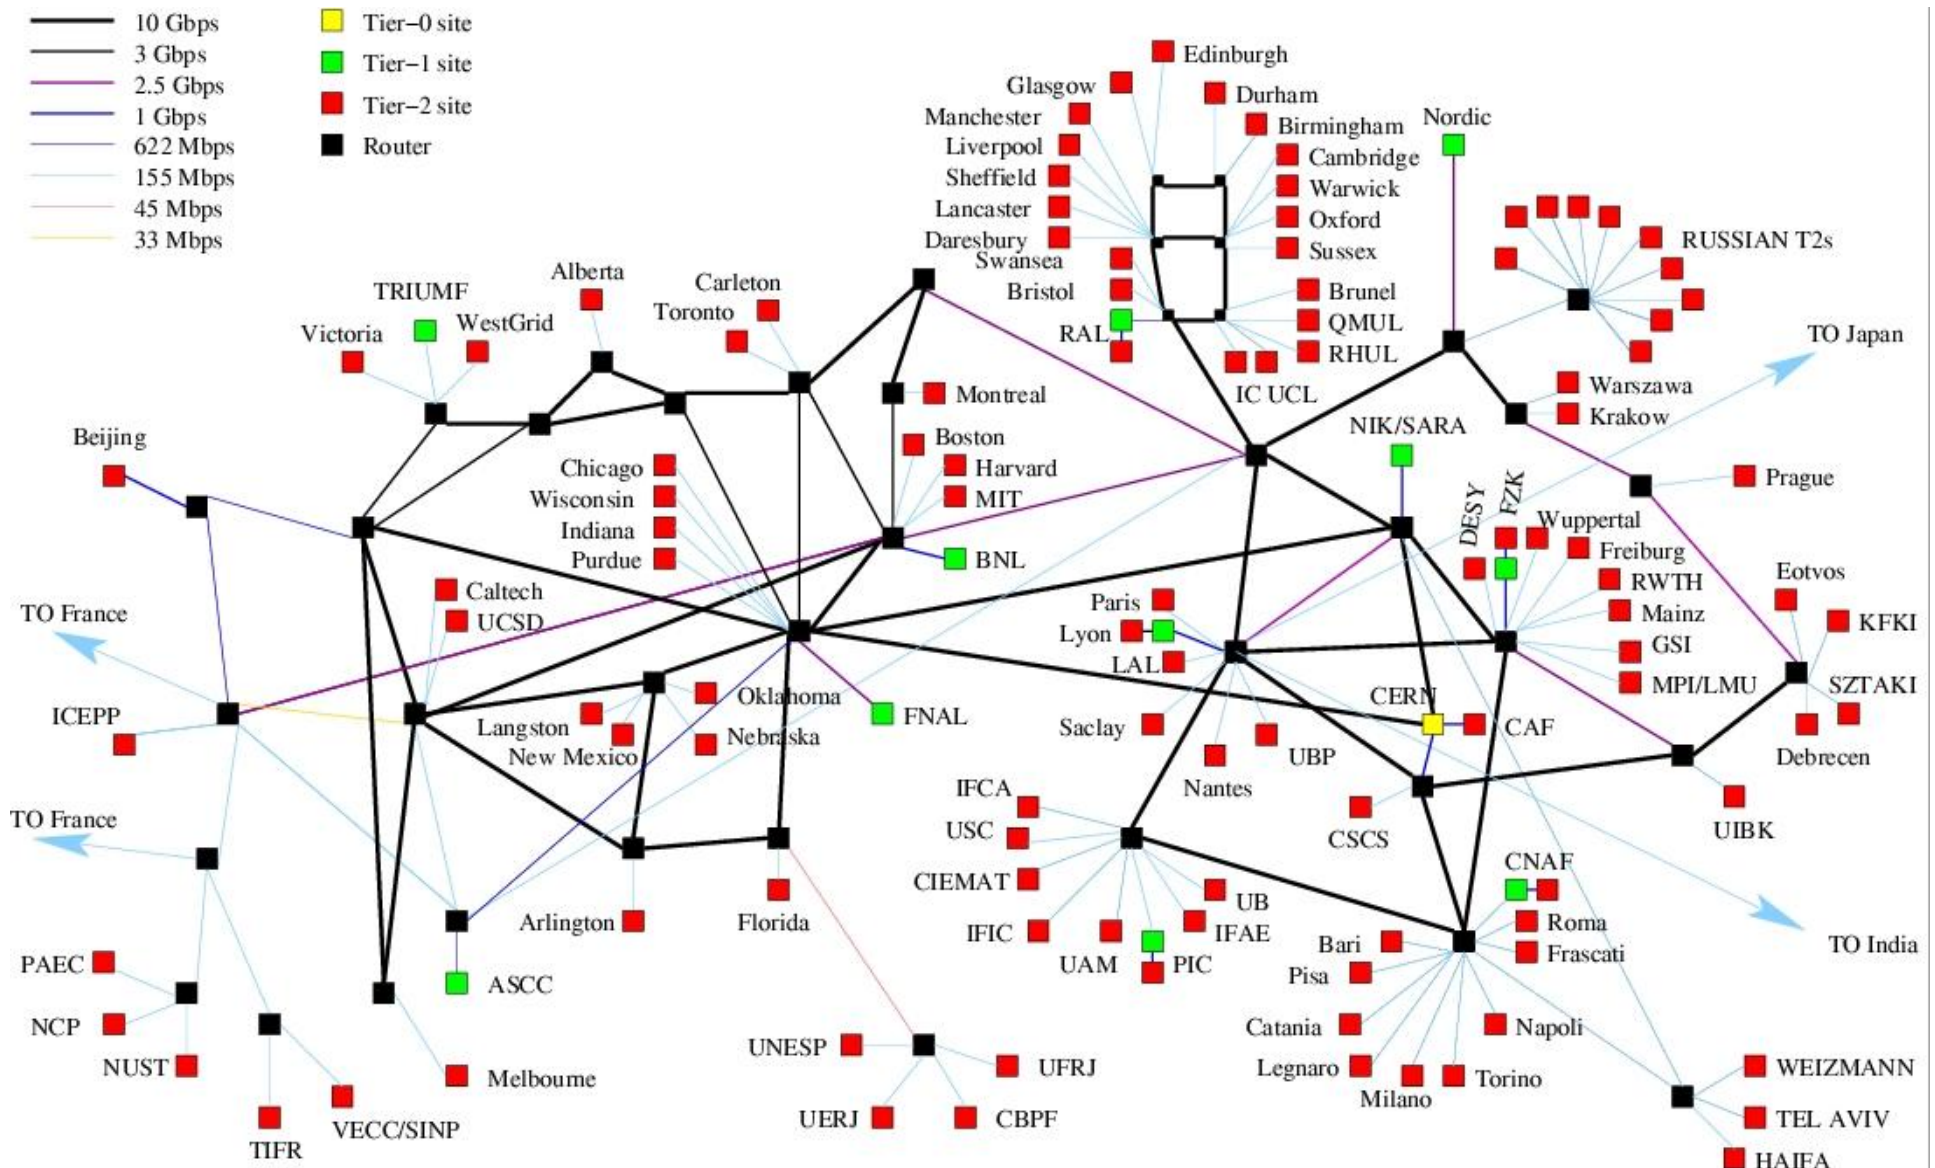 10 Gbps
3 Gbps
2.5 Gbps
1 Gbps
622 Mbps
155 Mbps
45 Mbps
33 Mbps
Tier-0 site
Tier-1 site
Tier-2 site
Router
Edinburgh
Glasgow
Durham
Manchester
Birmingham
Nordic
Liverpool
Cambridge
Sheffield
Warwick
Lancaster
Oxford
Daresbury
Sussex
RUSSIAN T2s
Swansea
Bristol
Brunel
RAL
QMUL
RHUL
IC UCL
TO Japan
Alberta
Carleton
TRIUMF
Toronto
Victoria
WestGrid
Montreal
Warszawa
Krakow
NIK/SARA
Beijing
Boston
Chicago
Harvard
Wisconsin
MIT
Indiana
Purdue
BNL
Prague
DESY
FZK
Wuppertal
Freiburg
RWTH
Mainz
GSI
MPI/LMU
Eotvos
KFKI
SZTAKI
Debrecen
Caltech
UCSD
TO France
Paris
Lyon
LAL
CERN
CAF
ICEPP
Oklahoma
Langston
New Mexico
Nebraska
FNAL
Saclay
Nantes
UBP
CSCS
UIBK
TO France
IFCA
USC
CIEMAT
IFIC
UAM
PIC
IFAE
UB
CNAF
Roma
Frascati
Bari
Pisa
Catania
Legnaro
Milano
Torino
Napoli
TO India
Arlington
Florida
ASCC
PAEC
NCP
NUST
TIFR
VECC/SINP
Melbourne
UNESP
UFRJ
UERJ
CBPF
WEIZMANN
TEL AVIV
HAIFA